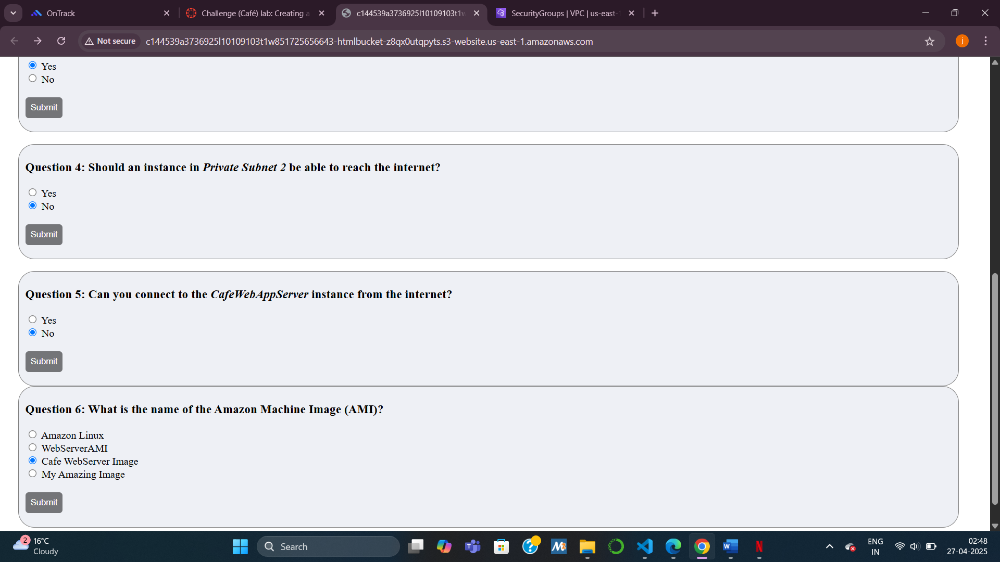 OnTrack
Challenge (Café) lab: Creating a
c144539a3736925l10109103t1w
SecurityGroups | VPC | us-east-
Not secure
c144539a3736925l10109103t1w851725656643-htmlbucket-z8qx0utqpyts.s3-website.us-east-1.amazonaws.com
j
Yes
No
Submit
Question 4: Should an instance in Private Subnet 2 be able to reach the internet?
Yes
No
Submit
Question 5: Can you connect to the CafeWebAppServer instance from the internet?
Yes
No
Submit
Question 6: What is the name of the Amazon Machine Image (AMI)?
Amazon Linux
WebServerAMI
Cafe WebServer Image
My Amazing Image
Submit
2
16°C
Cloudy
Search
ENG
IN
02:48
27-04-2025